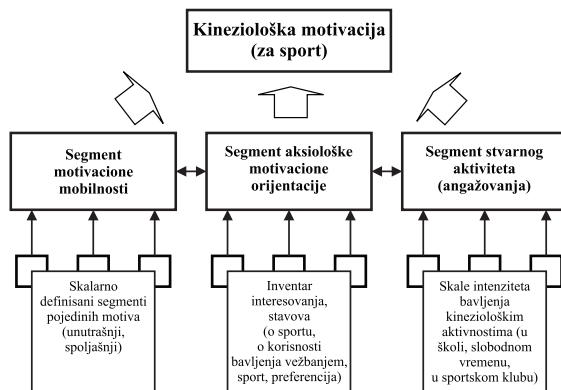 Kineziološka motivacija
(za sport)
Segment
motivacione
mobilnosti
Segment aksiološke
motivacione
orijentacije
Segment stvarnog
aktiviteta
(angažovanja)
Skalarno
definisani segmenti
pojedinih motiva
(unutrašnji,
spoljašnji)
Inventar
interesovanja,
stavova
(o sportu,
o korisnosti
bavljenja vežbanjem,
sport, preferencija)
Skale intenziteta
bavljenja
kineziološkim
aktivnostima (u
školi, slobodnom
vremenu,
u sportskom klubu)